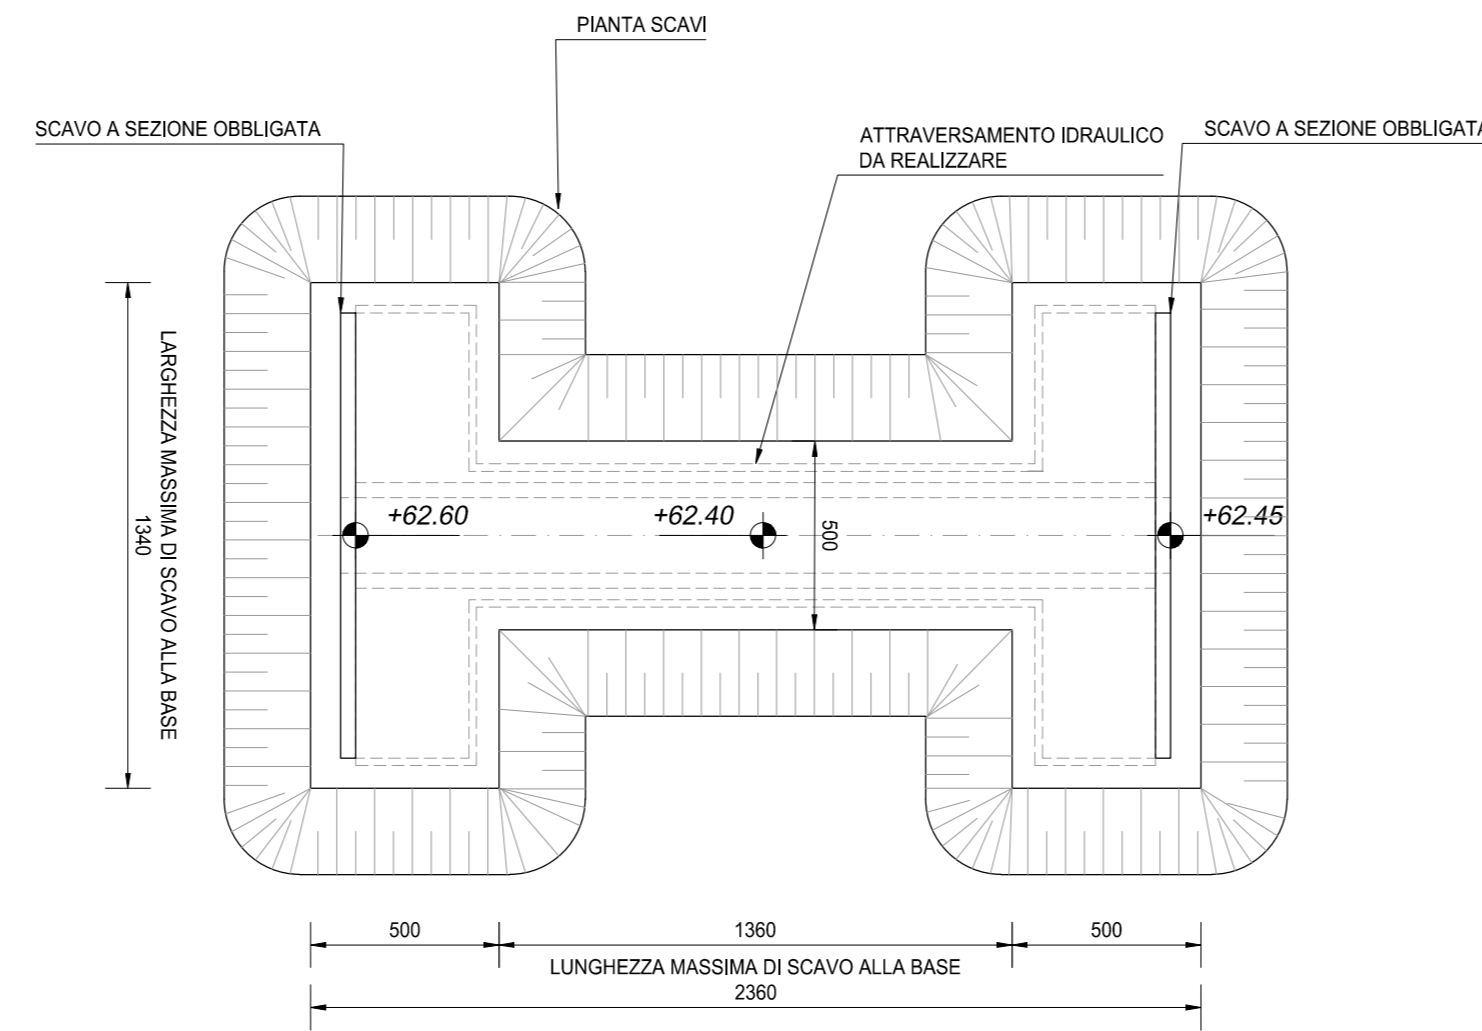 PIANTA SCAVI
SCAVO A SEZIONE OBBLIGATA
ATTRAVERSAMENTO IDRAULICO
DA REALIZZARE
SCAVO A SEZIONE OBBLIGATA
LARGHEZZA MASSIMA DI SCAVO ALLA BASE
1340
+62.60
+62.40
500
+62.45
500
1360
500
LUNGHEZZA MASSIMA DI SCAVO ALLA BASE
2360